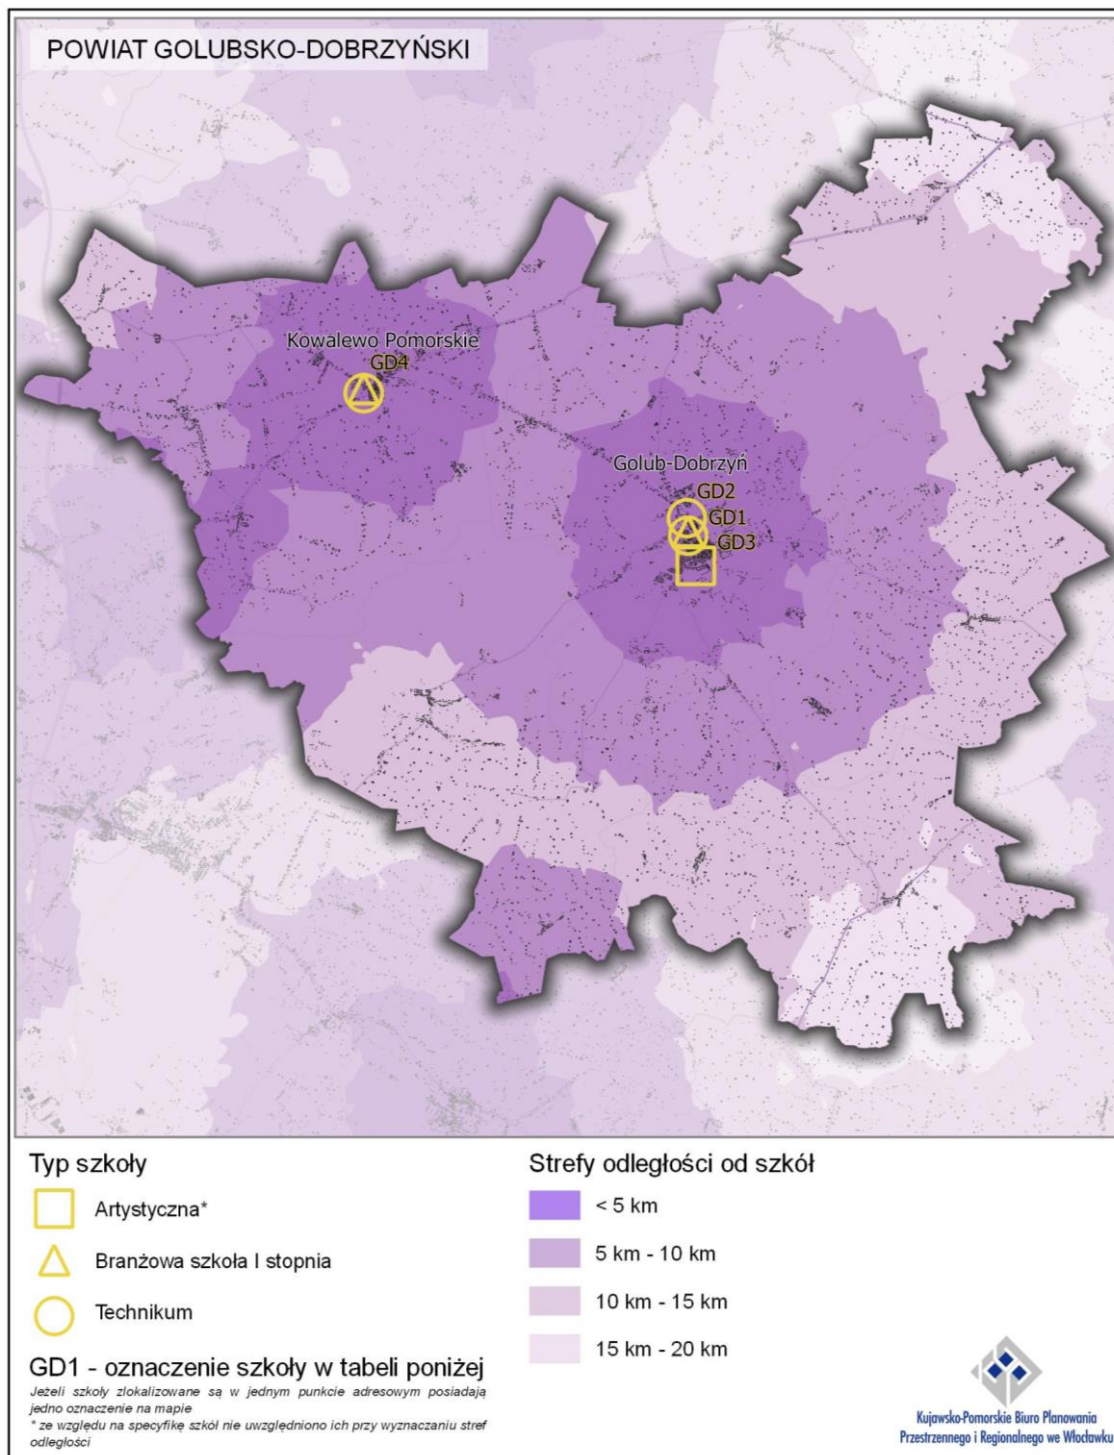 POWIAT GOLUBSKO-DOBRZYŃSKI
Kowalewo Pomorskie
GD4
Golub-Dobrzyń
GD2
GD1
GD3
Typ szkoły
Artystyczna*
Branżowa szkoła I stopnia
Technikum
GD1 - oznaczenie szkoły w tabeli poniżej
Jeżeli szkoły zlokalizowane są w jednym punkcie adresowym posiadają
jedno oznaczenie na mapie
* ze względu na specyfikę szkół nie uwzględniono ich przy wyznaczaniu stref
odległości
Strefy odległości od szkół
< 5 km
5 km - 10 km
10 km - 15 km
15 km - 20 km
Kujawsko-Pomorskie Biuro Planowania
Przestrzennego i Regionalnego we Włocławku